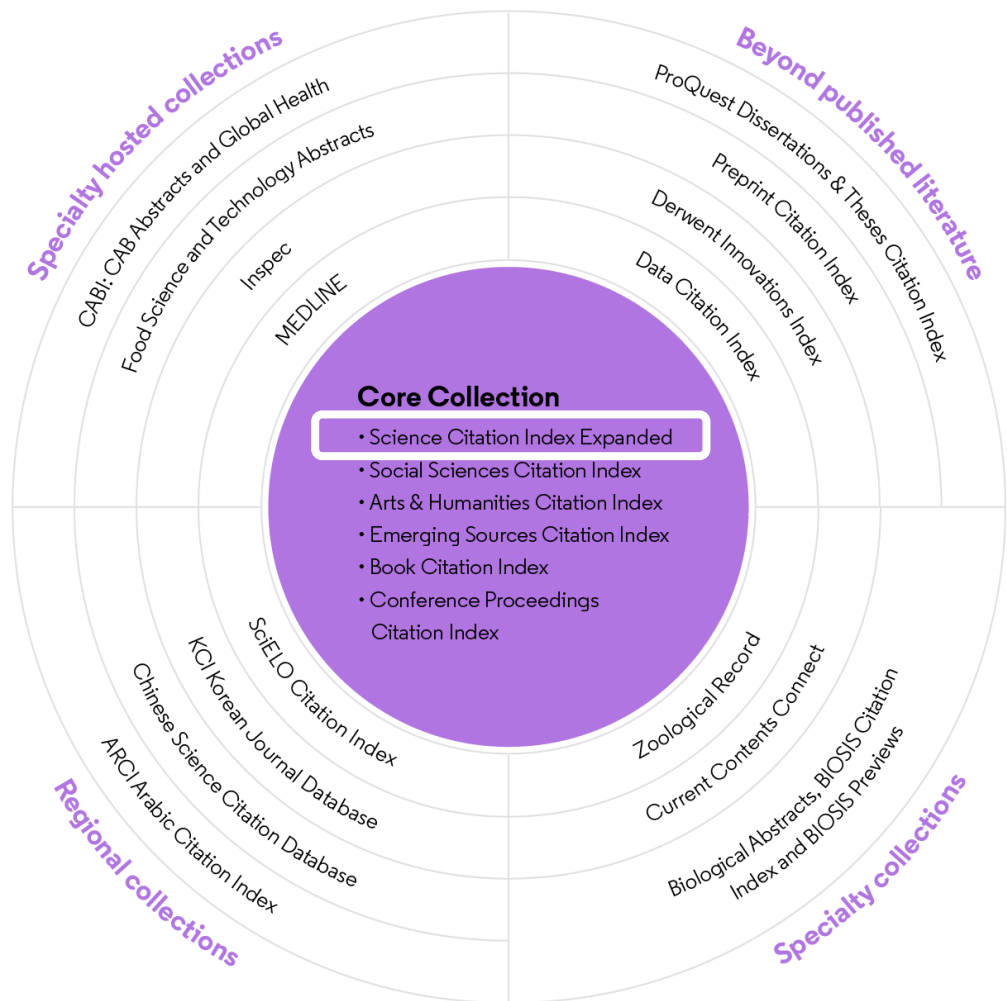 Specialty hosted collections
CABI: CAB Abstracts and Global Health
Food Science and Technology Abstracts
Inspec
MEDLINE
Beyond published literature
ProQuest Dissertations & Theses Citation Index
Preprint Citation Index
Derwent Innovations Index
Data Citation Index
Core Collection
• Science Citation Index Expanded
• Social Sciences Citation Index
• Arts & Humanities Citation Index
• Emerging Sources Citation Index
• Book Citation Index
• Conference Proceedings
Citation Index
SciELO Citation Index
KCI Korean Journal Database
Chinese Science Citation Database
ARCI Arabic Citation Index
Regional collections
Zoological Record
Current Contents Connect
Biological Abstracts, BIOSIS Citation
Index and BIOSIS Previews
Specialty collections